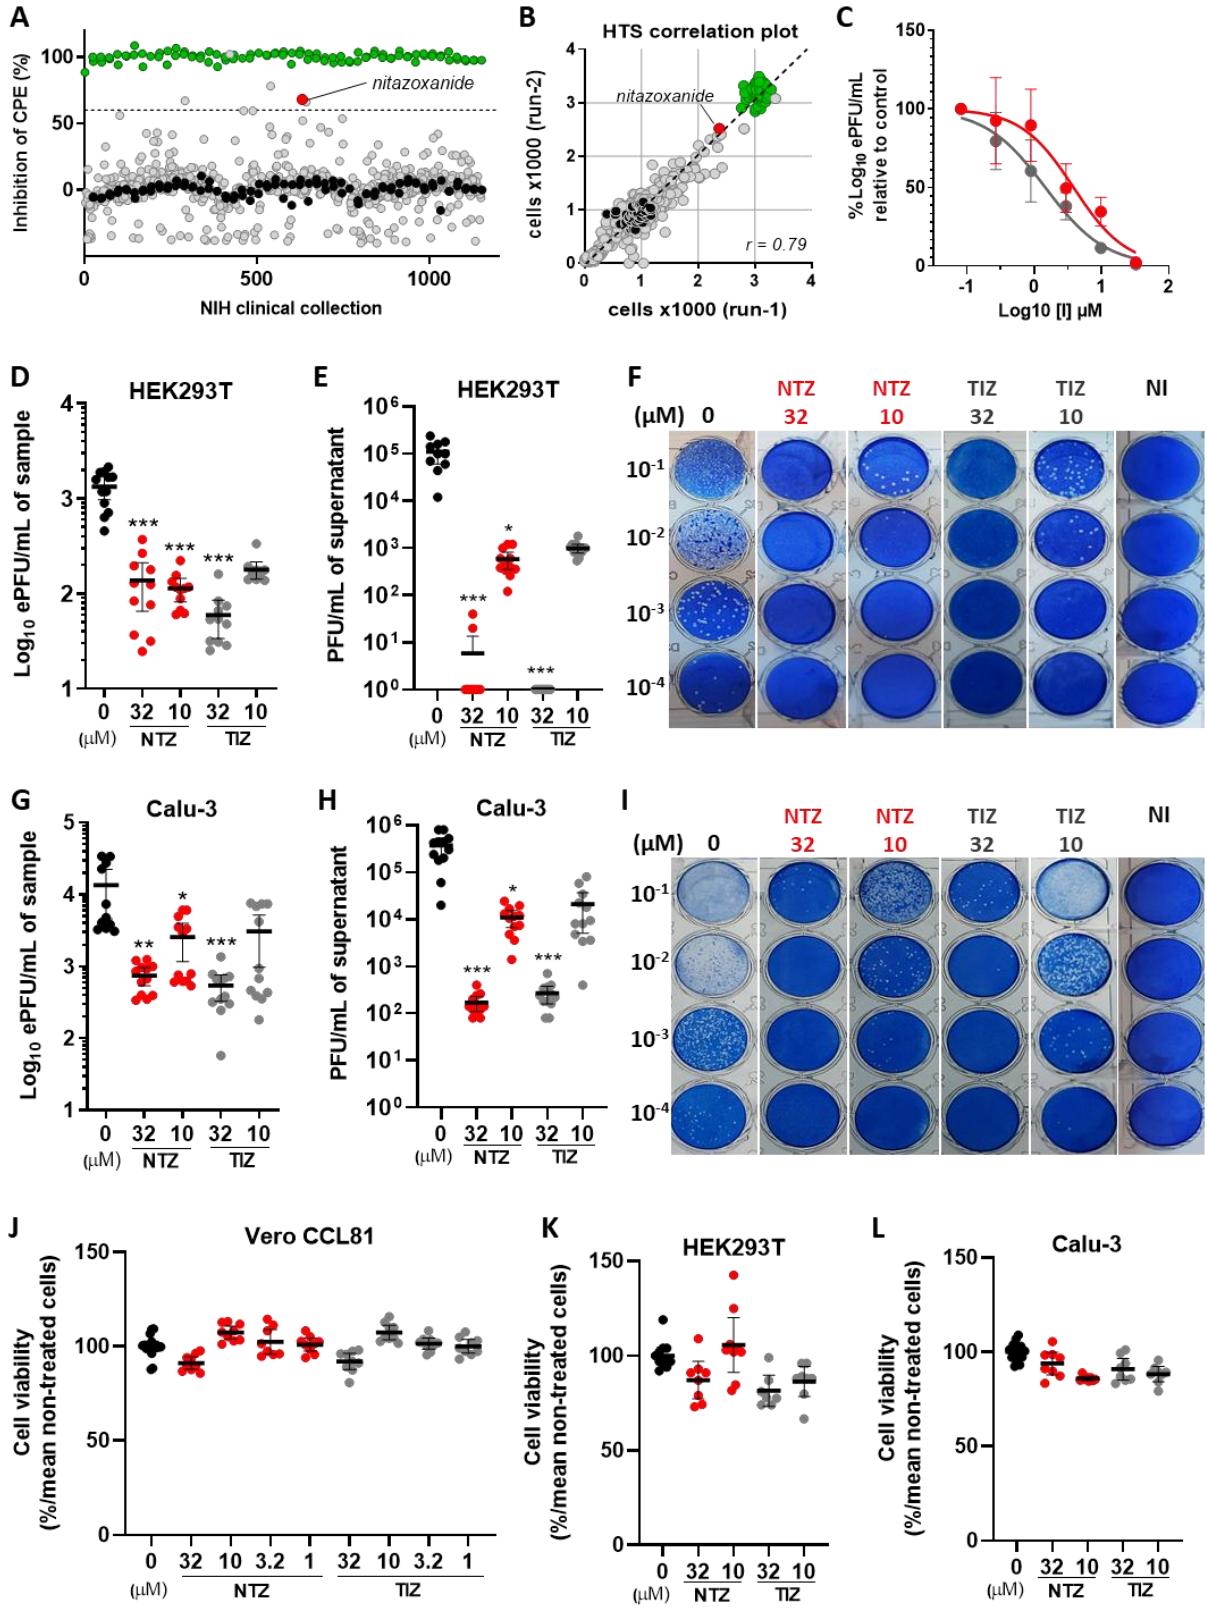 A
Inhibition of CPE (%)
100
50
0
nitazoxanide
0
500
1000
NIH clinical collection
B
HTS correlation plot
cells x1000 (run-2)
4
3
2
1
0
nitazoxanide
r = 0.79
0
1
2
3
4
cells x1000 (run-1)
C
%Log10 ePFU/mL
relative to control
150
100
50
0
-1
0
1
2
Log10 [I] µM
D
HEK293T
Log10 ePFU/mL of sample
4
3
2
1
***
***
***
0
32
10
32
10
(µM)
NTZ
TIZ
E
HEK293T
PFU/mL of supernatant
10^6
10^5
10^4
10^3
10^2
10^1
10^0
***
*
***
0
32
10
32
10
(µM)
NTZ
TIZ
F
NTZ
NTZ
TIZ
TIZ
NI
(µM)
0
32
10
32
10
10^-1
10^-2
10^-3
10^-4
G
Calu-3
Log10 ePFU/mL of sample
5
4
3
2
1
**
*
***
0
32
10
32
10
(µM)
NTZ
TIZ
H
Calu-3
PFU/mL of supernatant
10^6
10^5
10^4
10^3
10^2
10^1
10^0
***
*
***
0
32
10
32
10
(µM)
NTZ
TIZ
I
NTZ
NTZ
TIZ
TIZ
NI
(µM)
0
32
10
32
10
10^-1
10^-2
10^-3
10^-4
J
Vero CCL81
Cell viability
(%/mean non-treated cells)
150
100
50
0
0
32
10
3.2
1
32
10
3.2
1
(µM)
NTZ
TIZ
K
HEK293T
Cell viability
(%/mean non-treated cells)
150
100
50
0
0
32
10
32
10
(µM)
NTZ
TIZ
L
Calu-3
Cell viability
(%/mean non-treated cells)
150
100
50
0
0
32
10
32
10
(µM)
NTZ
TIZ